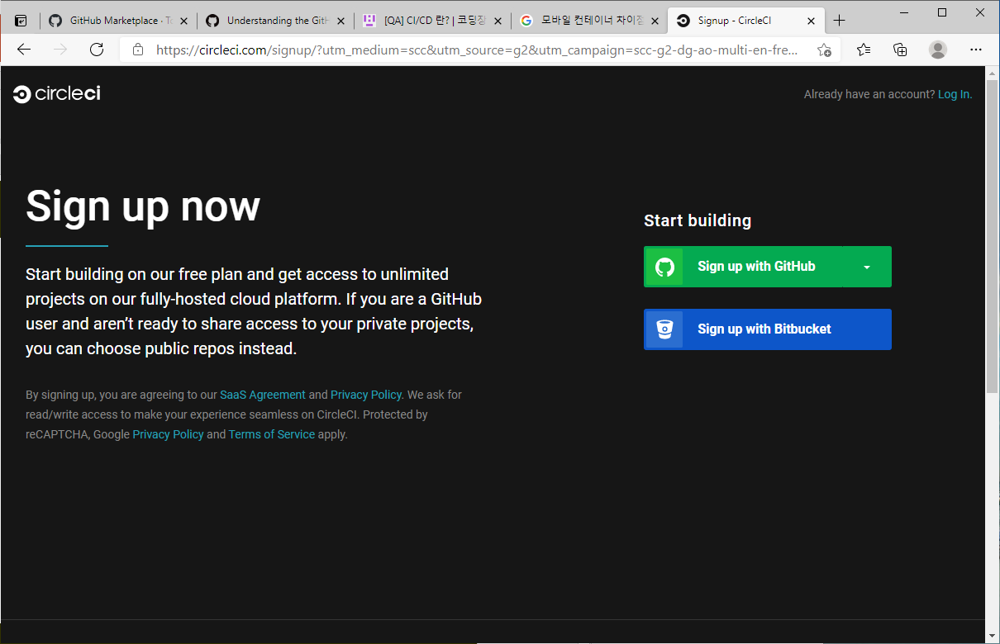 GitHub Marketplace · To
Understanding the GitH
[QA] CI/CD 란? | 코딩장
모바일 컨테이너 차이점
Signup - CircleCI
https://circleci.com/signup/?utm_medium=scc&utm_source=g2&utm_campaign=scc-g2-dg-ao-multi-en-fre...
circleci
Already have an account? Log In.
Sign up now
Start building on our free plan and get access to unlimited
projects on our fully-hosted cloud platform. If you are a GitHub
user and aren’t ready to share access to your private projects,
you can choose public repos instead.
By signing up, you are agreeing to our SaaS Agreement and Privacy Policy. We ask for
read/write access to make your experience seamless on CircleCI. Protected by
reCAPTCHA, Google Privacy Policy and Terms of Service apply.
Start building
Sign up with GitHub
Sign up with Bitbucket